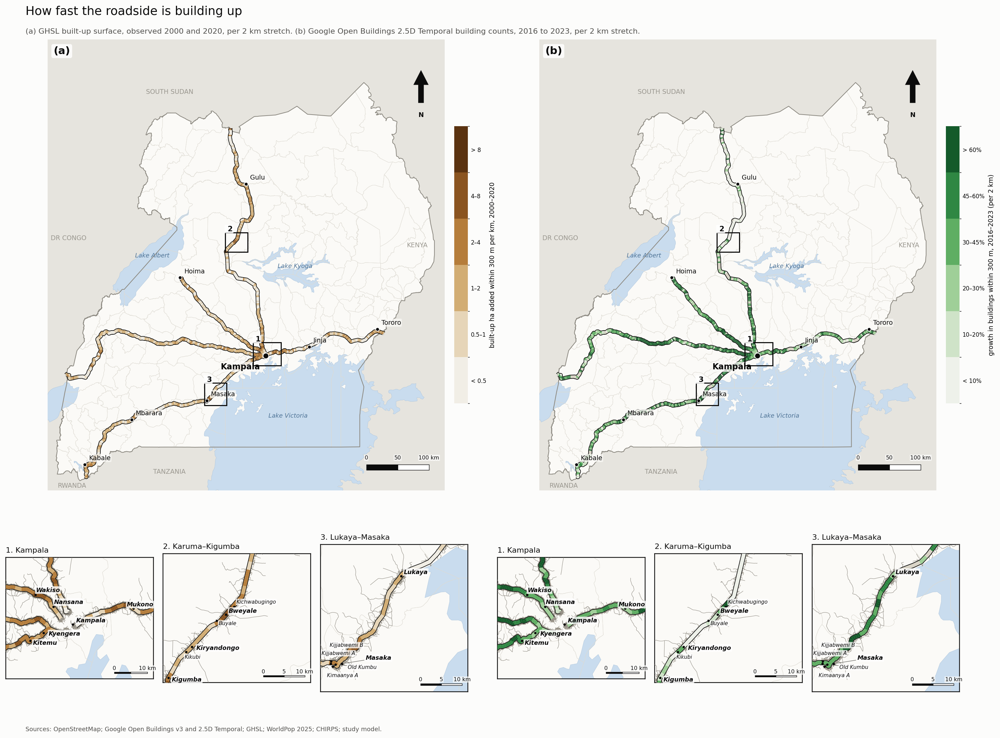 How fast the roadside is building up
(a) GHSL built-up surface, observed 2000 and 2020, per 2 km stretch. (b) Google Open Buildings 2.5D Temporal building counts, 2016 to 2023, per 2 km stretch.
(a)
SOUTH SUDAN
N
Gulu
2
DR CONGO
KENYA
Lake Albert
Lake Kyoga
Hoima
Tororo
1
Jinja
Kampala
3
Masaka
Mbarara
Lake Victoria
Kabale
0 50 100 km
TANZANIA
RWANDA
> 8
4–8
2–4
1–2
0.5–1
< 0.5
built-up ha added within 300 m per km, 2000–2020
(b)
SOUTH SUDAN
N
Gulu
2
DR CONGO
KENYA
Lake Albert
Lake Kyoga
Hoima
Tororo
1
Jinja
Kampala
3
Masaka
Mbarara
Lake Victoria
Kabale
0 50 100 km
TANZANIA
RWANDA
> 60%
45–60%
30–45%
20–30%
10–20%
< 10%
growth in buildings within 300 m, 2016–2023 (per 2 km)
1. Kampala
Wakiso
Nansana
Mukono
Kampala
Kyengera
Kitemu
0 10 km
2. Karuma–Kigumba
Kichwabugingo
Bweyale
Buyale
Kiryandongo
Kikubi
0 5 10 km
Kigumba
3. Lukaya–Masaka
Lukaya
Kijjabwemi B
Kijjabwemi A
Masaka
Old Kumbu
Kimaanya A
0 5 10 km
1. Kampala
Wakiso
Nansana
Mukono
Kampala
Kyengera
Kitemu
0 10 km
2. Karuma–Kigumba
Kichwabugingo
Bweyale
Buyale
Kiryandongo
Kikubi
0 5 10 km
Kigumba
3. Lukaya–Masaka
Lukaya
Kijjabwemi B
Kijjabwemi A
Masaka
Old Kumbu
Kimaanya A
0 5 10 km
Sources: OpenStreetMap; Google Open Buildings v3 and 2.5D Temporal; GHSL; WorldPop 2025; CHIRPS; study model.